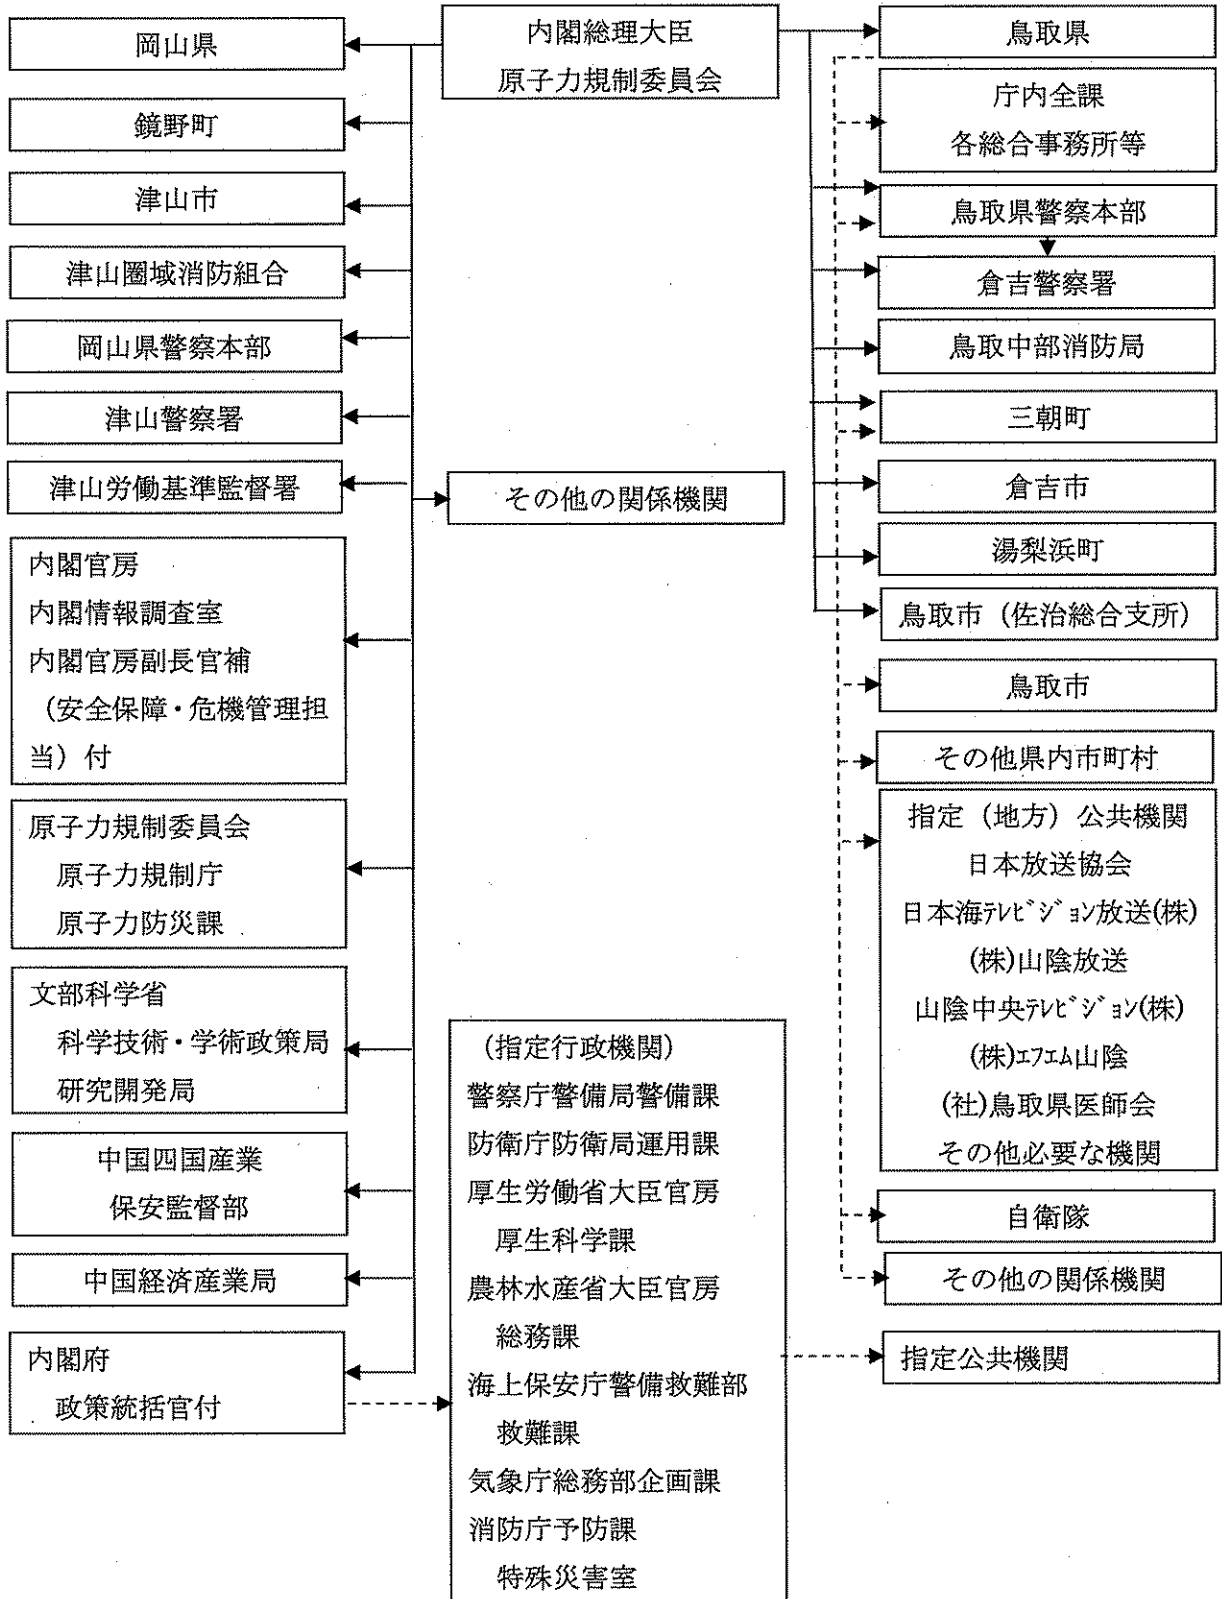 岡山県
鏡野町
津山市
津山圏域消防組合
岡山県警察本部
津山警察署
津山労働基準監督署
内閣官房
内閣情報調査室
内閣官房副長官補
（安全保障・危機管理担
当）付
原子力規制委員会
原子力規制庁
原子力防災課
文部科学省
科学技術・学術政策局
研究開発局
中国四国産業
保安監督部
中国経済産業局
内閣府
政策統括官付
内閣総理大臣
原子力規制委員会
その他の関係機関
（指定行政機関）
警察庁警備局警備課
防衛庁防衛局運用課
厚生労働省大臣官房
厚生科学課
農林水産省大臣官房
総務課
海上保安庁警備救難部
救難課
気象庁総務部企画課
消防庁予防課
特殊災害室
鳥取県
庁内全課
各総合事務所等
鳥取県警察本部
倉吉警察署
鳥取中部消防局
三朝町
倉吉市
湯梨浜町
鳥取市（佐治総合支所）
鳥取市
その他県内市町村
指定（地方）公共機関
日本放送協会
日本海ﾃﾚﾋﾞｼﾞｮﾝ放送(株)
(株)山陰放送
山陰中央ﾃﾚﾋﾞｼﾞｮﾝ(株)
(株)ｴﾌｴﾑ山陰
(社)鳥取県医師会
その他必要な機関
自衛隊
その他の関係機関
指定公共機関